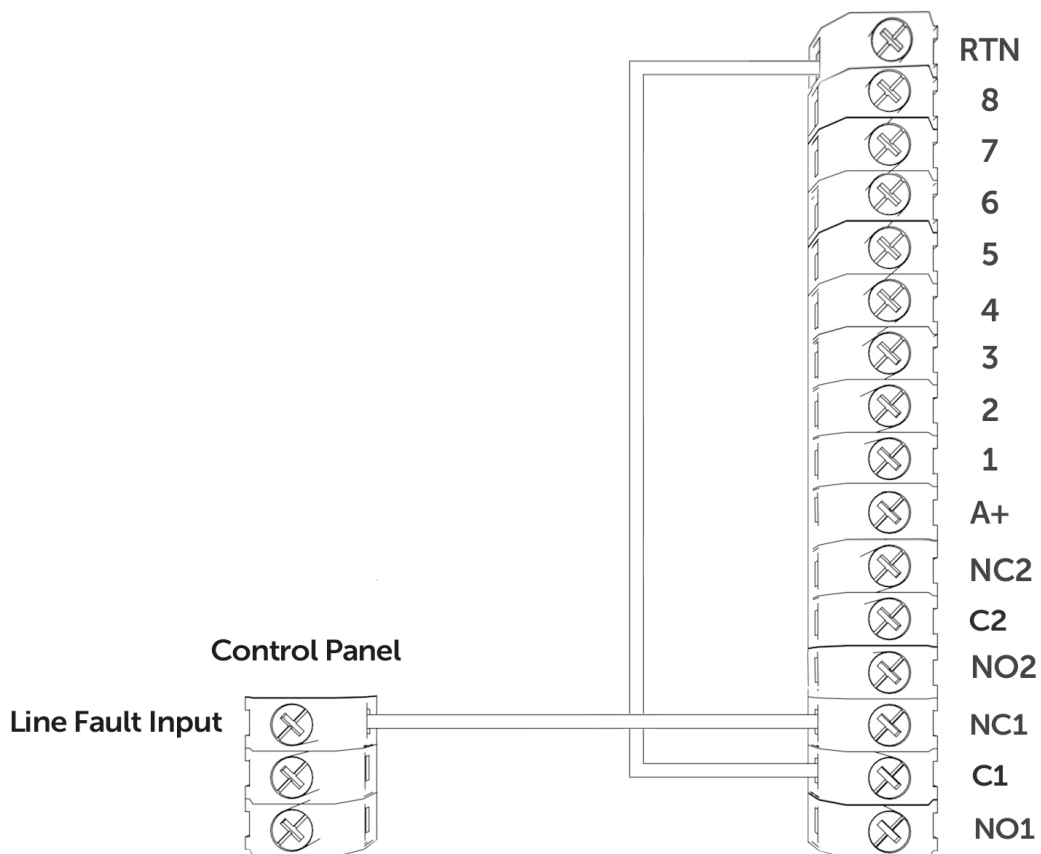 RTN
8
7
6
5
4
3
2
1
A+
NC2
C2
NO2
Control Panel
Line Fault Input
NC1
C1
NO1